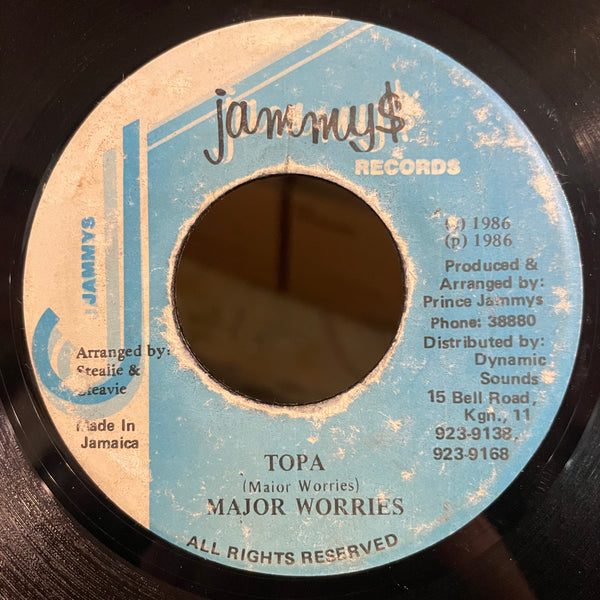 jammy$
RECORDS
JAMMYS
(c) 1986
(p) 1986
Produced &
Arranged by:
Prince Jammys
Phone: 38880
Distributed by:
Dynamic
Sounds
15 Bell Road,
Kgn., 11
923-9138,
923-9168
Arranged by:
Stealie &
Cleavie
Made In
Jamaica
TOPA
(Maior Worries)
MAJOR WORRIES
ALL RIGHTS RESERVED